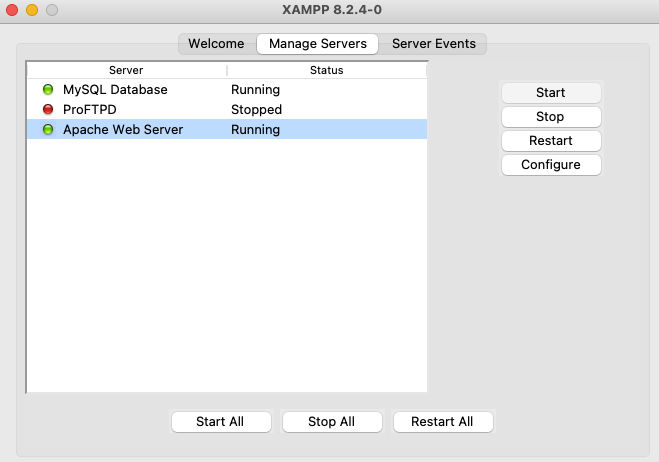 XAMPP 8.2.4-0
Welcome Manage Servers Server Events
Server Status
MySQL Database Running
ProFTPD Stopped
Apache Web Server Running
Start
Stop
Restart
Configure
Start All Stop All Restart All